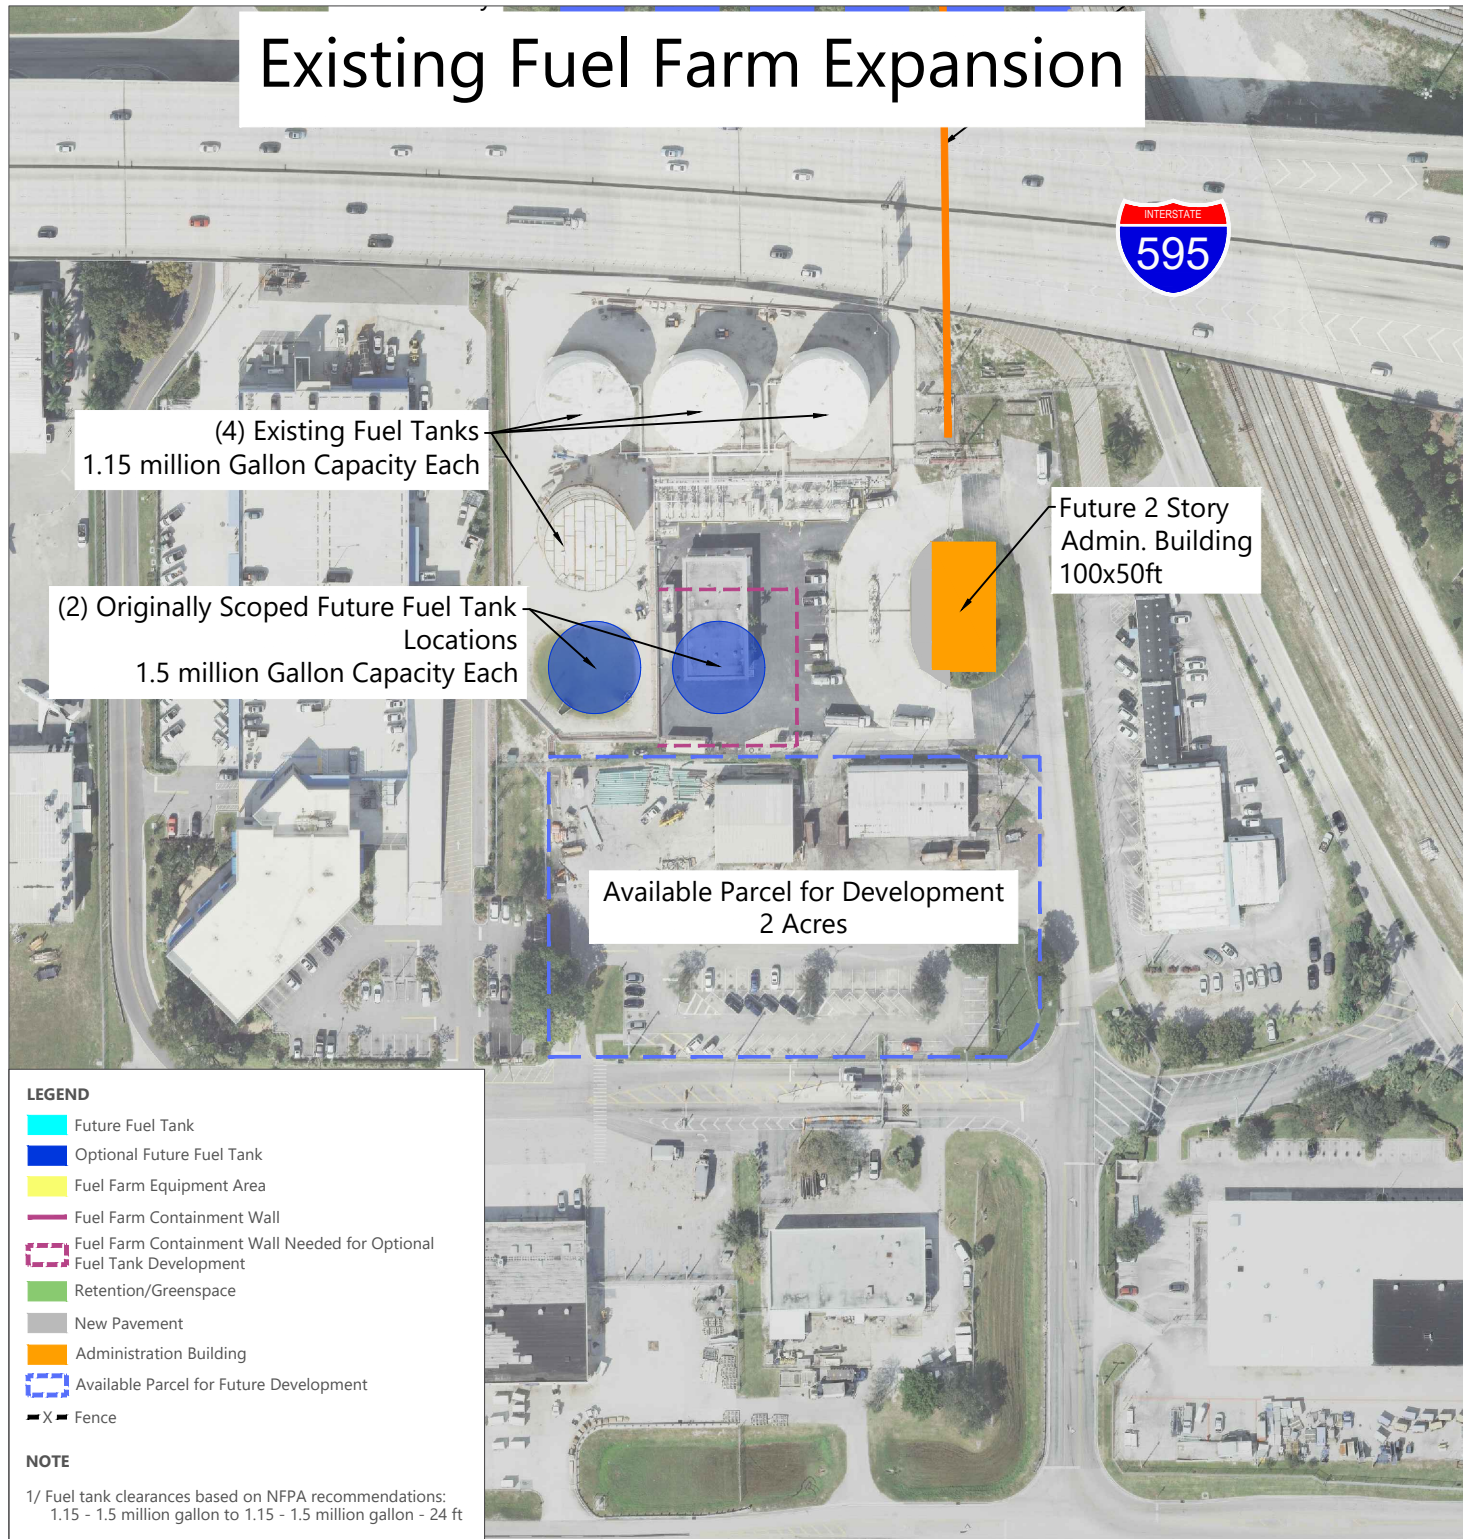 Existing Fuel Farm Expansion
INTERSTATE
595
(4) Existing Fuel Tanks
1.15 million Gallon Capacity Each
Future 2 Story
Admin. Building
100x50ft
(2) Originally Scoped Future Fuel Tank
Locations
1.5 million Gallon Capacity Each
Available Parcel for Development
2 Acres
LEGEND
Future Fuel Tank
Optional Future Fuel Tank
Fuel Farm Equipment Area
Fuel Farm Containment Wall
Fuel Farm Containment Wall Needed for Optional
Fuel Tank Development
Retention/Greenspace
New Pavement
Administration Building
Available Parcel for Future Development
X Fence
NOTE
1/ Fuel tank clearances based on NFPA recommendations:
1.15 - 1.5 million gallon to 1.15 - 1.5 million gallon - 24 ft